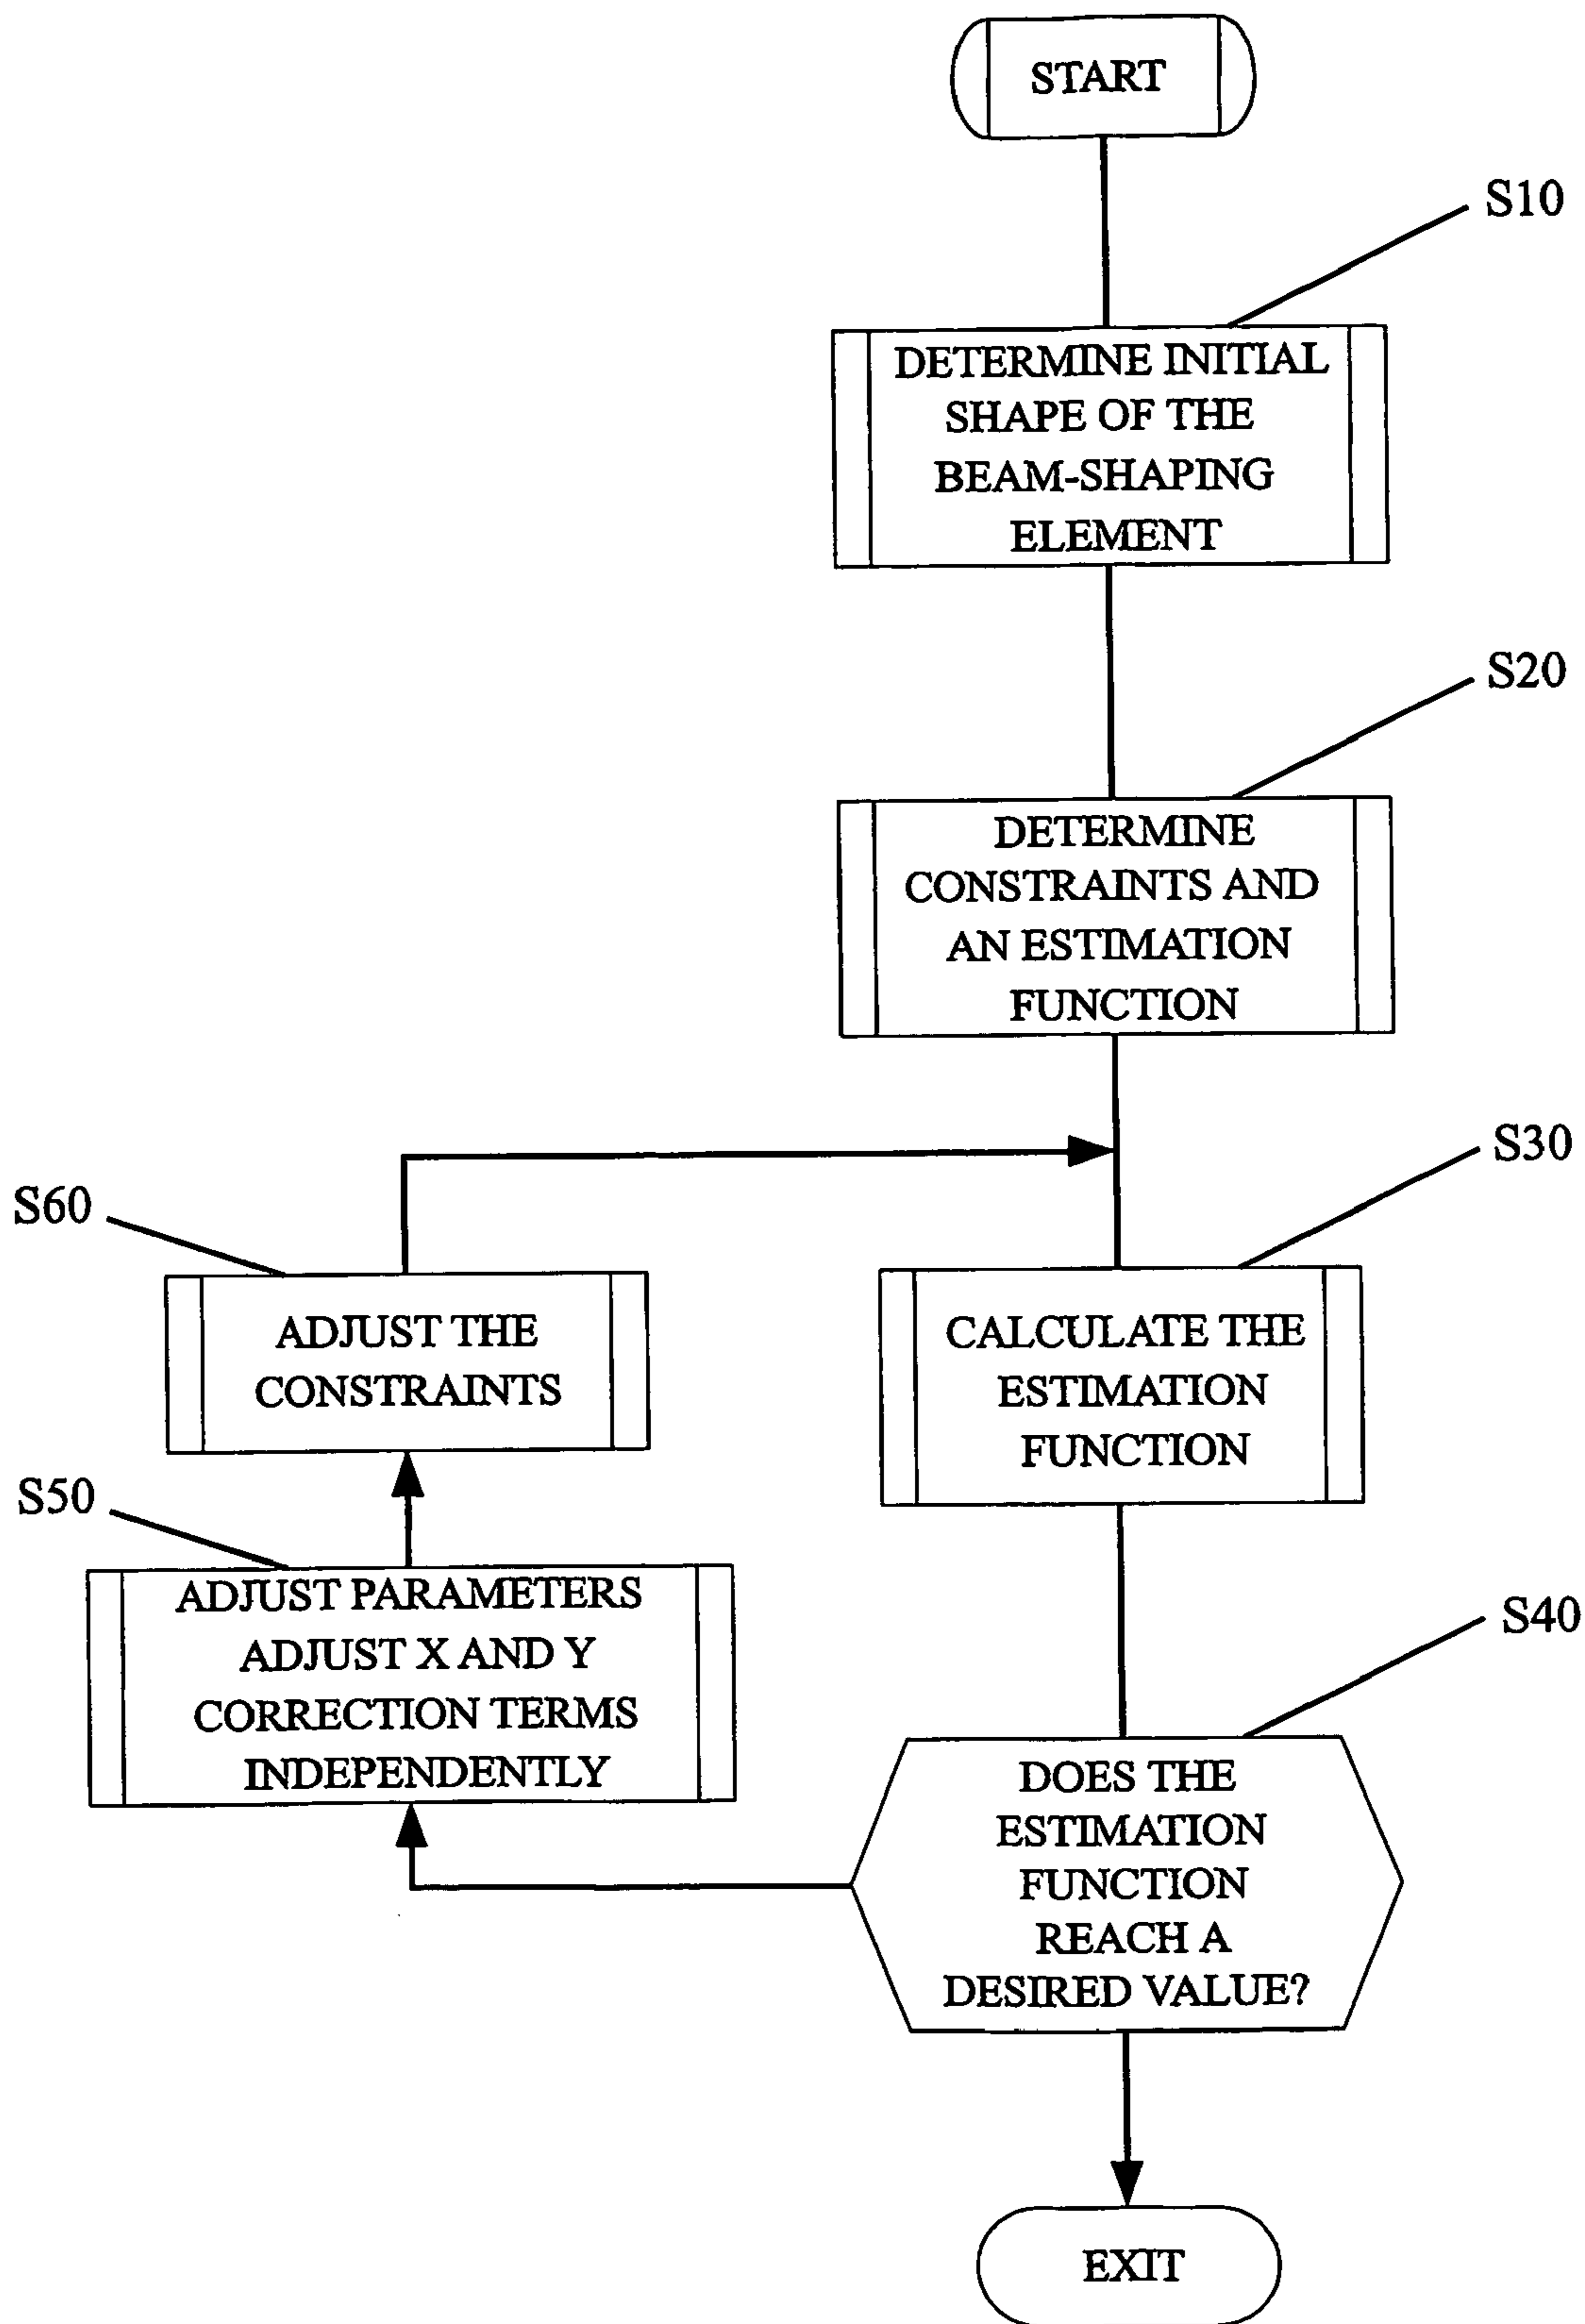 START
S10
DETERMINE INITIAL
SHAPE OF THE
BEAM-SHAPING
ELEMENT
S20
DETERMINE
CONSTRAINTS AND
AN ESTIMATION
FUNCTION
S30
CALCULATE THE
ESTIMATION
FUNCTION
S40
DOES THE
ESTIMATION
FUNCTION
REACH A
DESIRED VALUE?
S50
ADJUST PARAMETERS
ADJUST X AND Y
CORRECTION TERMS
INDEPENDENTLY
S60
ADJUST THE
CONSTRAINTS
EXIT